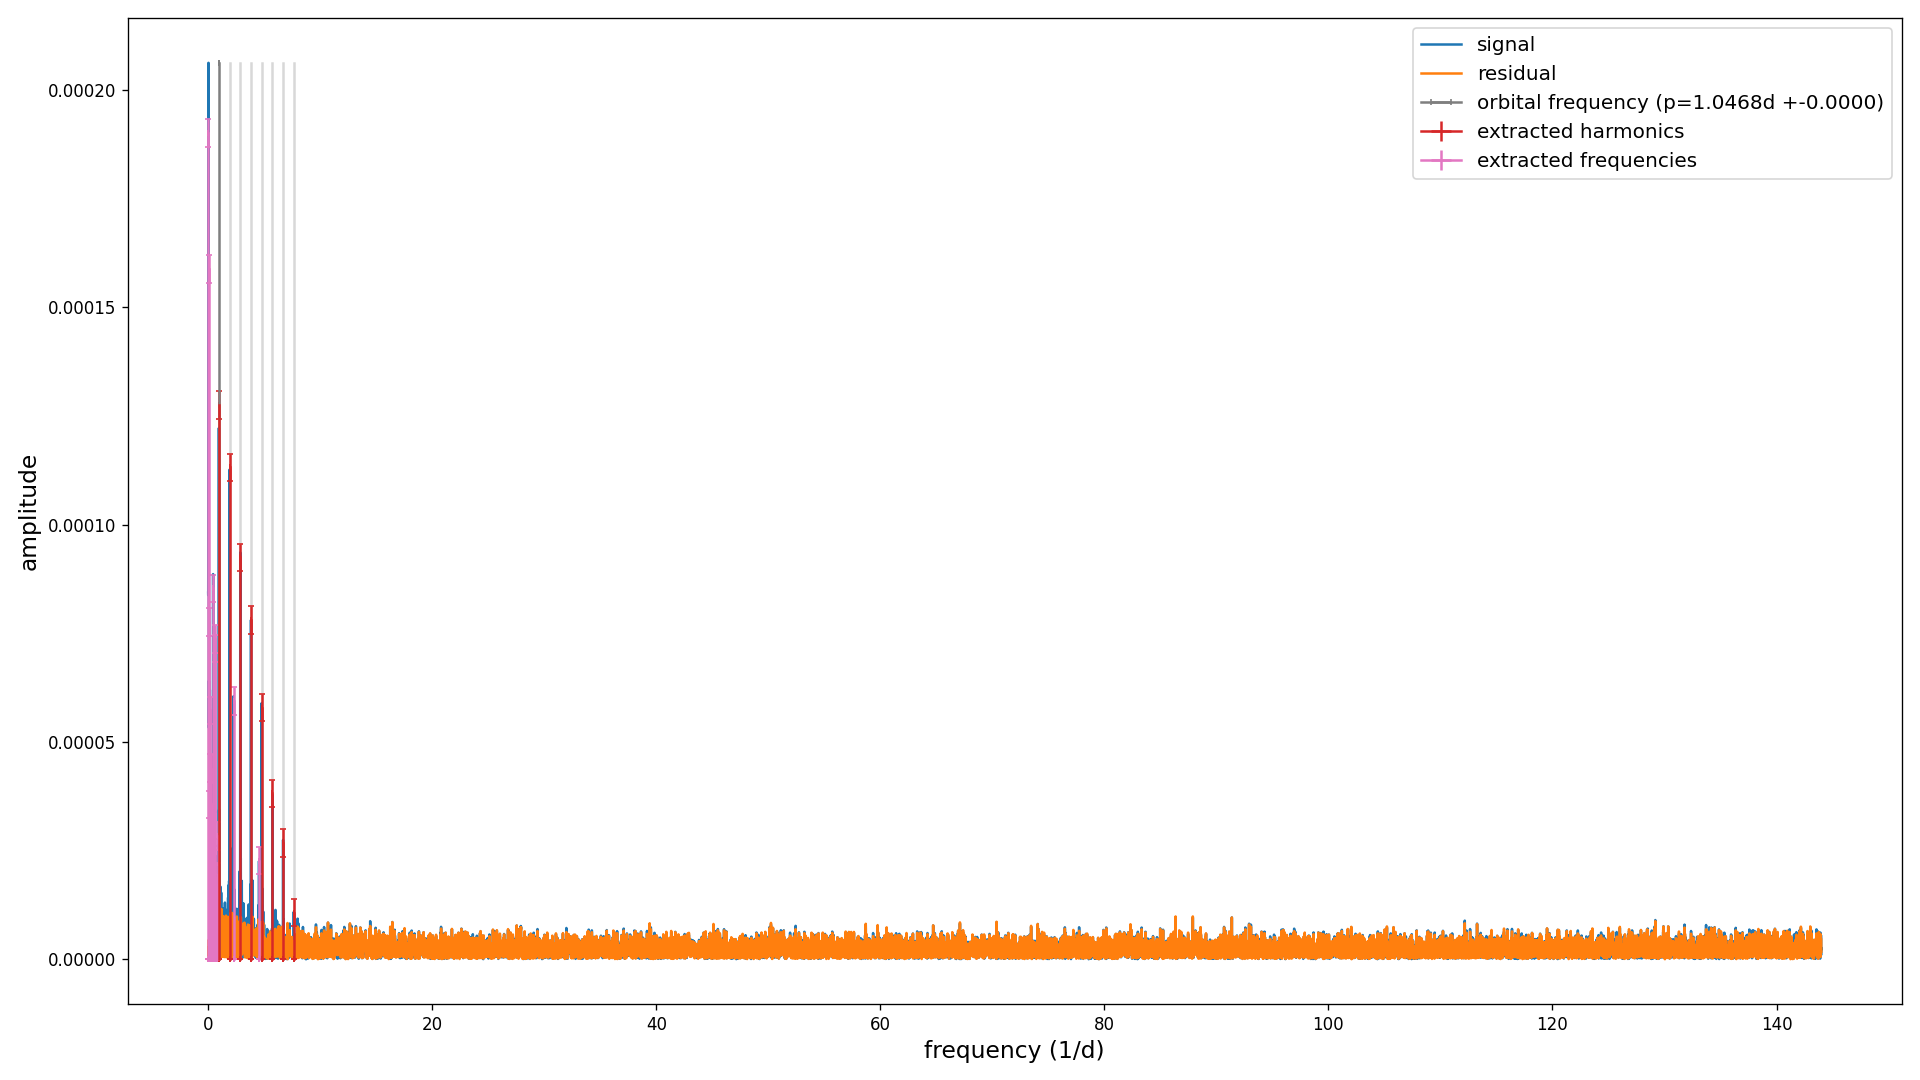 signal
residual
orbital frequency (p=1.0468d +-0.0000)
extracted harmonics
extracted frequencies
0.00020
0.00015
0.00010
0.00005
0.00000
amplitude
0 20 40 60 80 100 120 140
frequency (1/d)